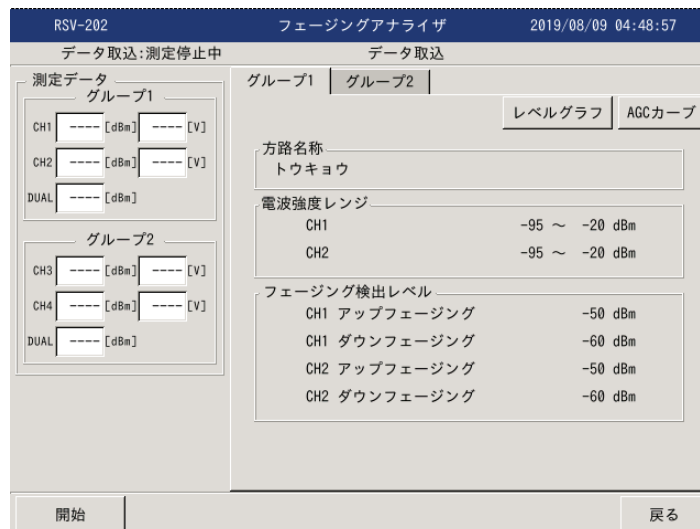 RSV-202 フェージングアナライザ 2019/08/09 04:48:57
データ取込:測定停止中 データ取込
測定データ
グループ1
CH1 ---- [dBm] ---- [V]
CH2 ---- [dBm] ---- [V]
DUAL ---- [dBm]
グループ2
CH3 ---- [dBm] ---- [V]
CH4 ---- [dBm] ---- [V]
DUAL ---- [dBm]
グループ1 グループ2
レベルグラフ AGCカーブ
方路名称
トウキョウ
電波強度レンジ
CH1 -95 ~ -20 dBm
CH2 -95 ~ -20 dBm
フェージング検出レベル
CH1 アップフェージング -50 dBm
CH1 ダウンフェージング -60 dBm
CH2 アップフェージング -50 dBm
CH2 ダウンフェージング -60 dBm
開始 戻る